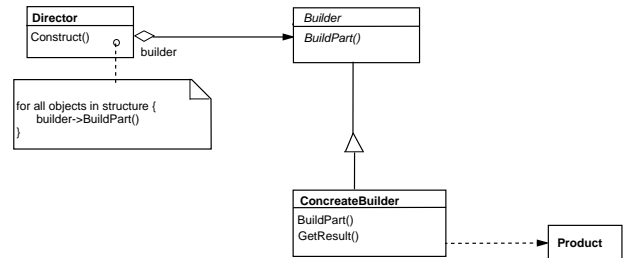 Director
Construct()
builder
Builder
BuildPart()
for all objects in structure {
builder->BuildPart()
}
ConcreateBuilder
BuildPart()
GetResult()
Product